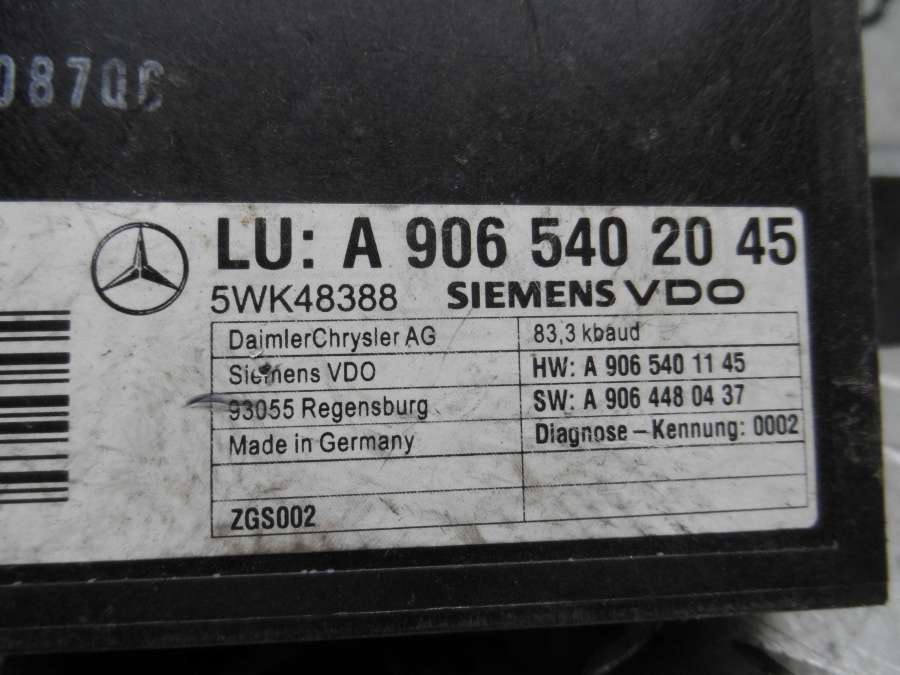 087QC
LU: A 906 540 20 45
5WK48388 SIEMENS VDO
DaimlerChrysler AG 83,3 kbaud
Siemens VDO HW: A 906 540 11 45
93055 Regensburg SW: A 906 448 04 37
Made in Germany Diagnose – Kennung: 0002
ZGS002